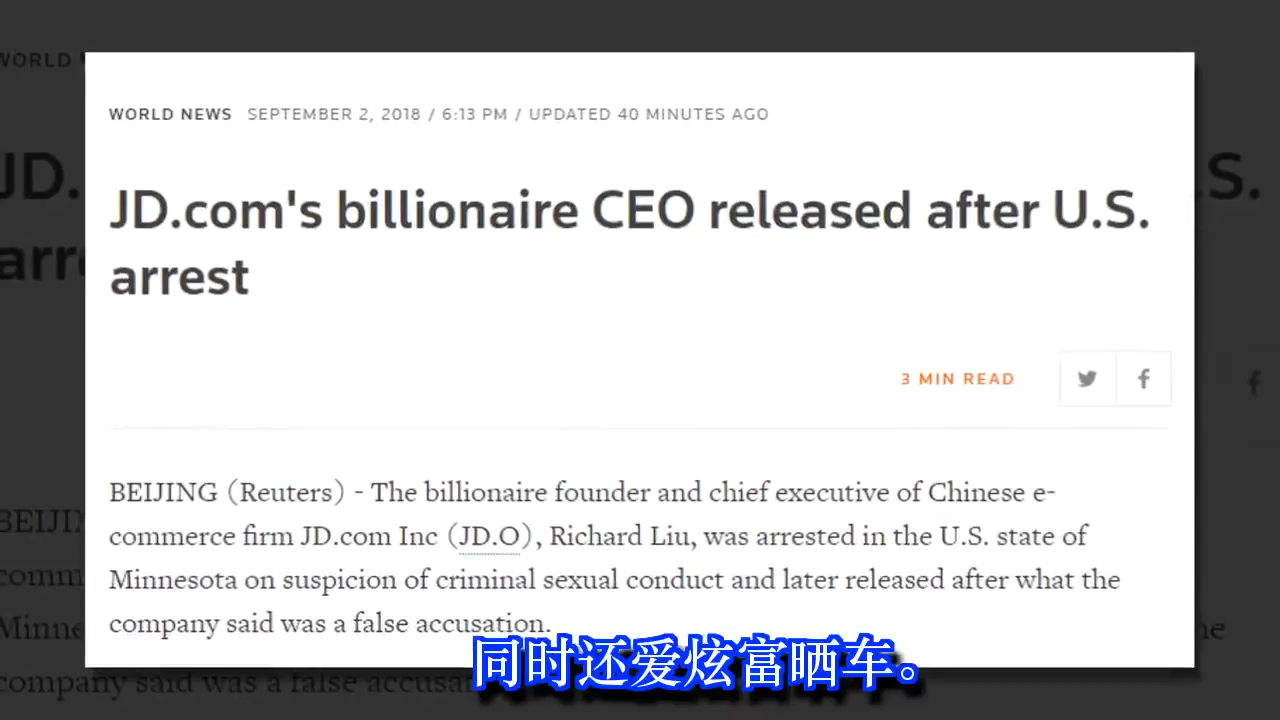 WORLD NEWS SEPTEMBER 2, 2018 / 6:13 PM / UPDATED 40 MINUTES AGO
JD.com's billionaire CEO released after U.S.
arrest
3 MIN READ
BEIJING (Reuters) - The billionaire founder and chief executive of Chinese e-
commerce firm JD.com Inc (JD.O), Richard Liu, was arrested in the U.S. state of
Minnesota on suspicion of criminal sexual conduct and later released after what the
company said was a false accusation.
同时还爱炫富晒车。